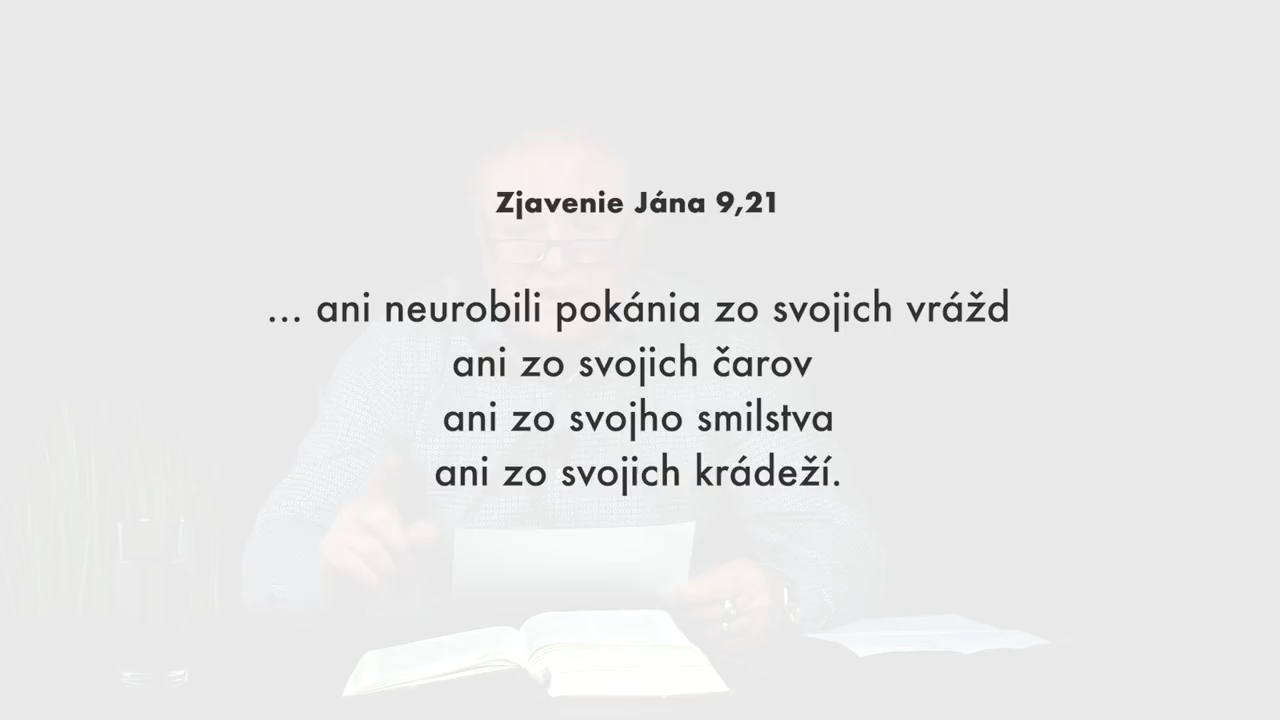 Zjavenie Jána 9,21
... ani neurobili pokánia zo svojich vrážd
ani zo svojich čarov
ani zo svojho smilstva
ani zo svojich krádeží.